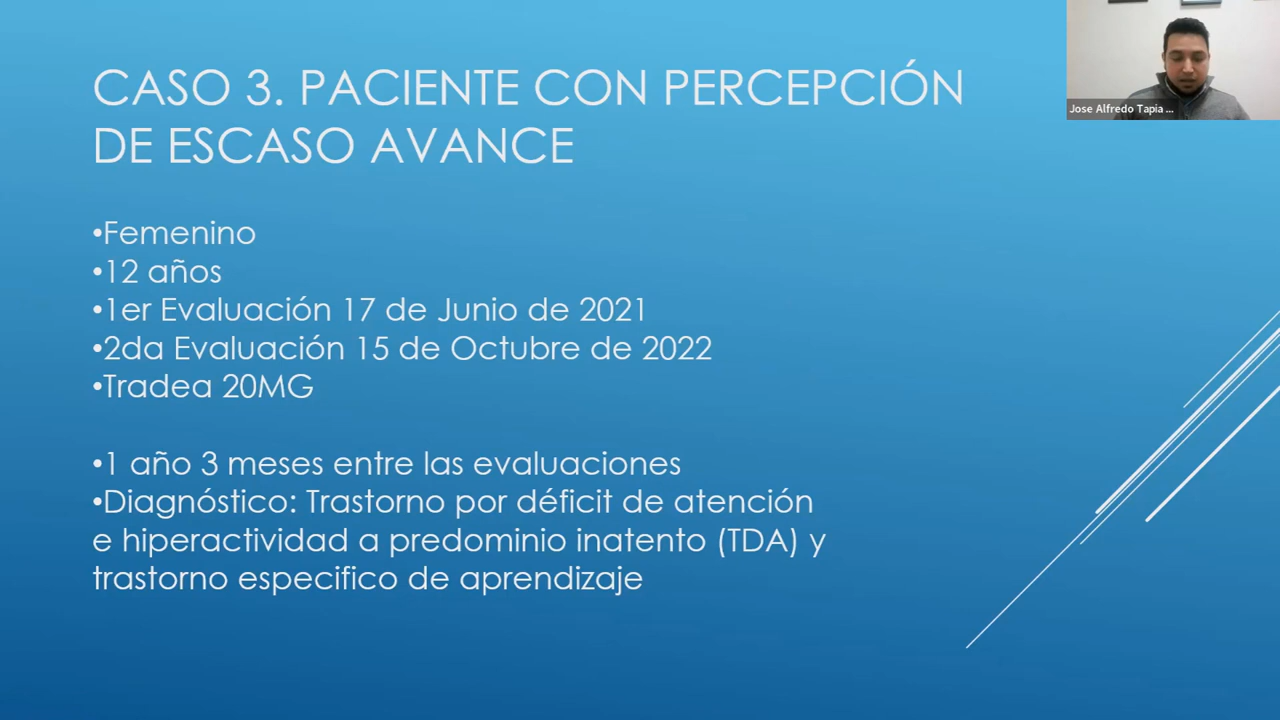 CASO 3. PACIENTE CON PERCEPCIÓN
DE ESCASO AVANCE
Jose Alfredo Tapia ...
•Femenino
•12 años
•1er Evaluación 17 de Junio de 2021
•2da Evaluación 15 de Octubre de 2022
•Tradea 20MG
•1 año 3 meses entre las evaluaciones
•Diagnóstico: Trastorno por déficit de atención
e hiperactividad a predominio inatento (TDA) y
trastorno especifico de aprendizaje